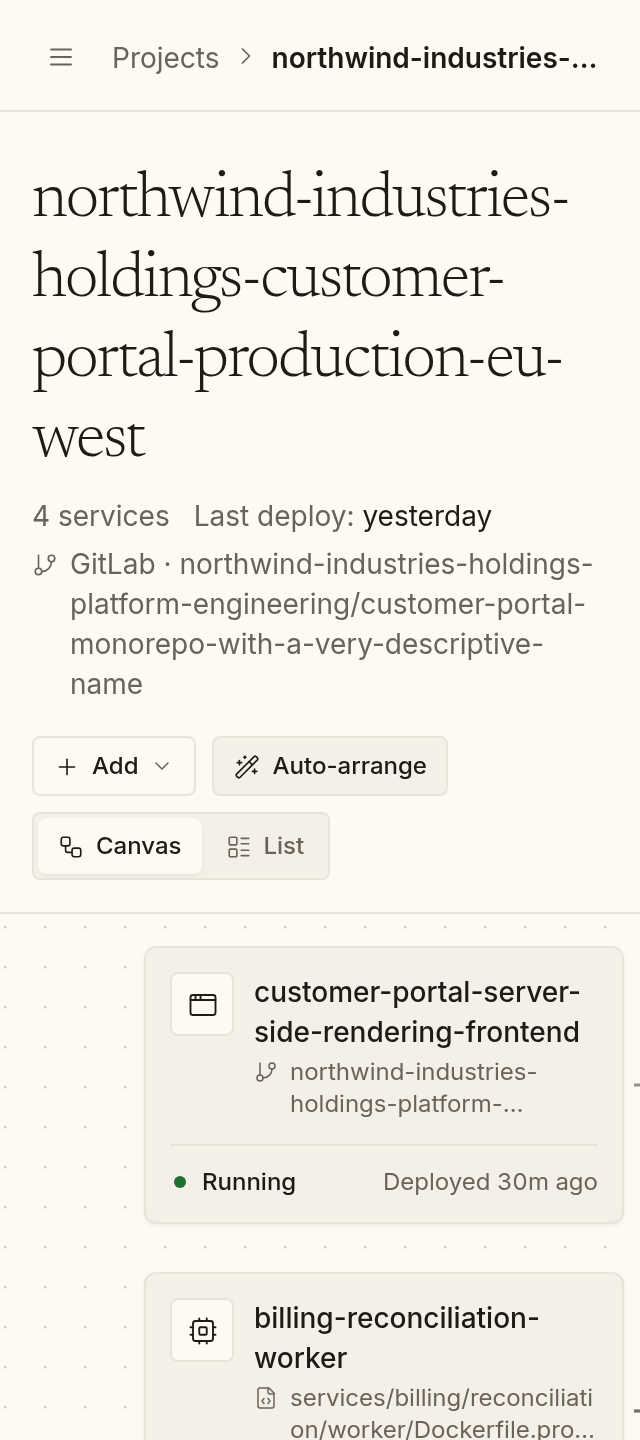 Projects
northwind-industries-...
northwind-industries-
holdings-customer-
portal-production-eu-
west
4 services Last deploy: yesterday
GitLab · northwind-industries-holdings-
platform-engineering/customer-portal-
monorepo-with-a-very-descriptive-
name
Add
Auto-arrange
Canvas
List
customer-portal-server-
side-rendering-frontend
northwind-industries-
holdings-platform-...
Running
Deployed 30m ago
billing-reconciliation-
worker
services/billing/reconciliati
on/worker/Dockerfile.pro...